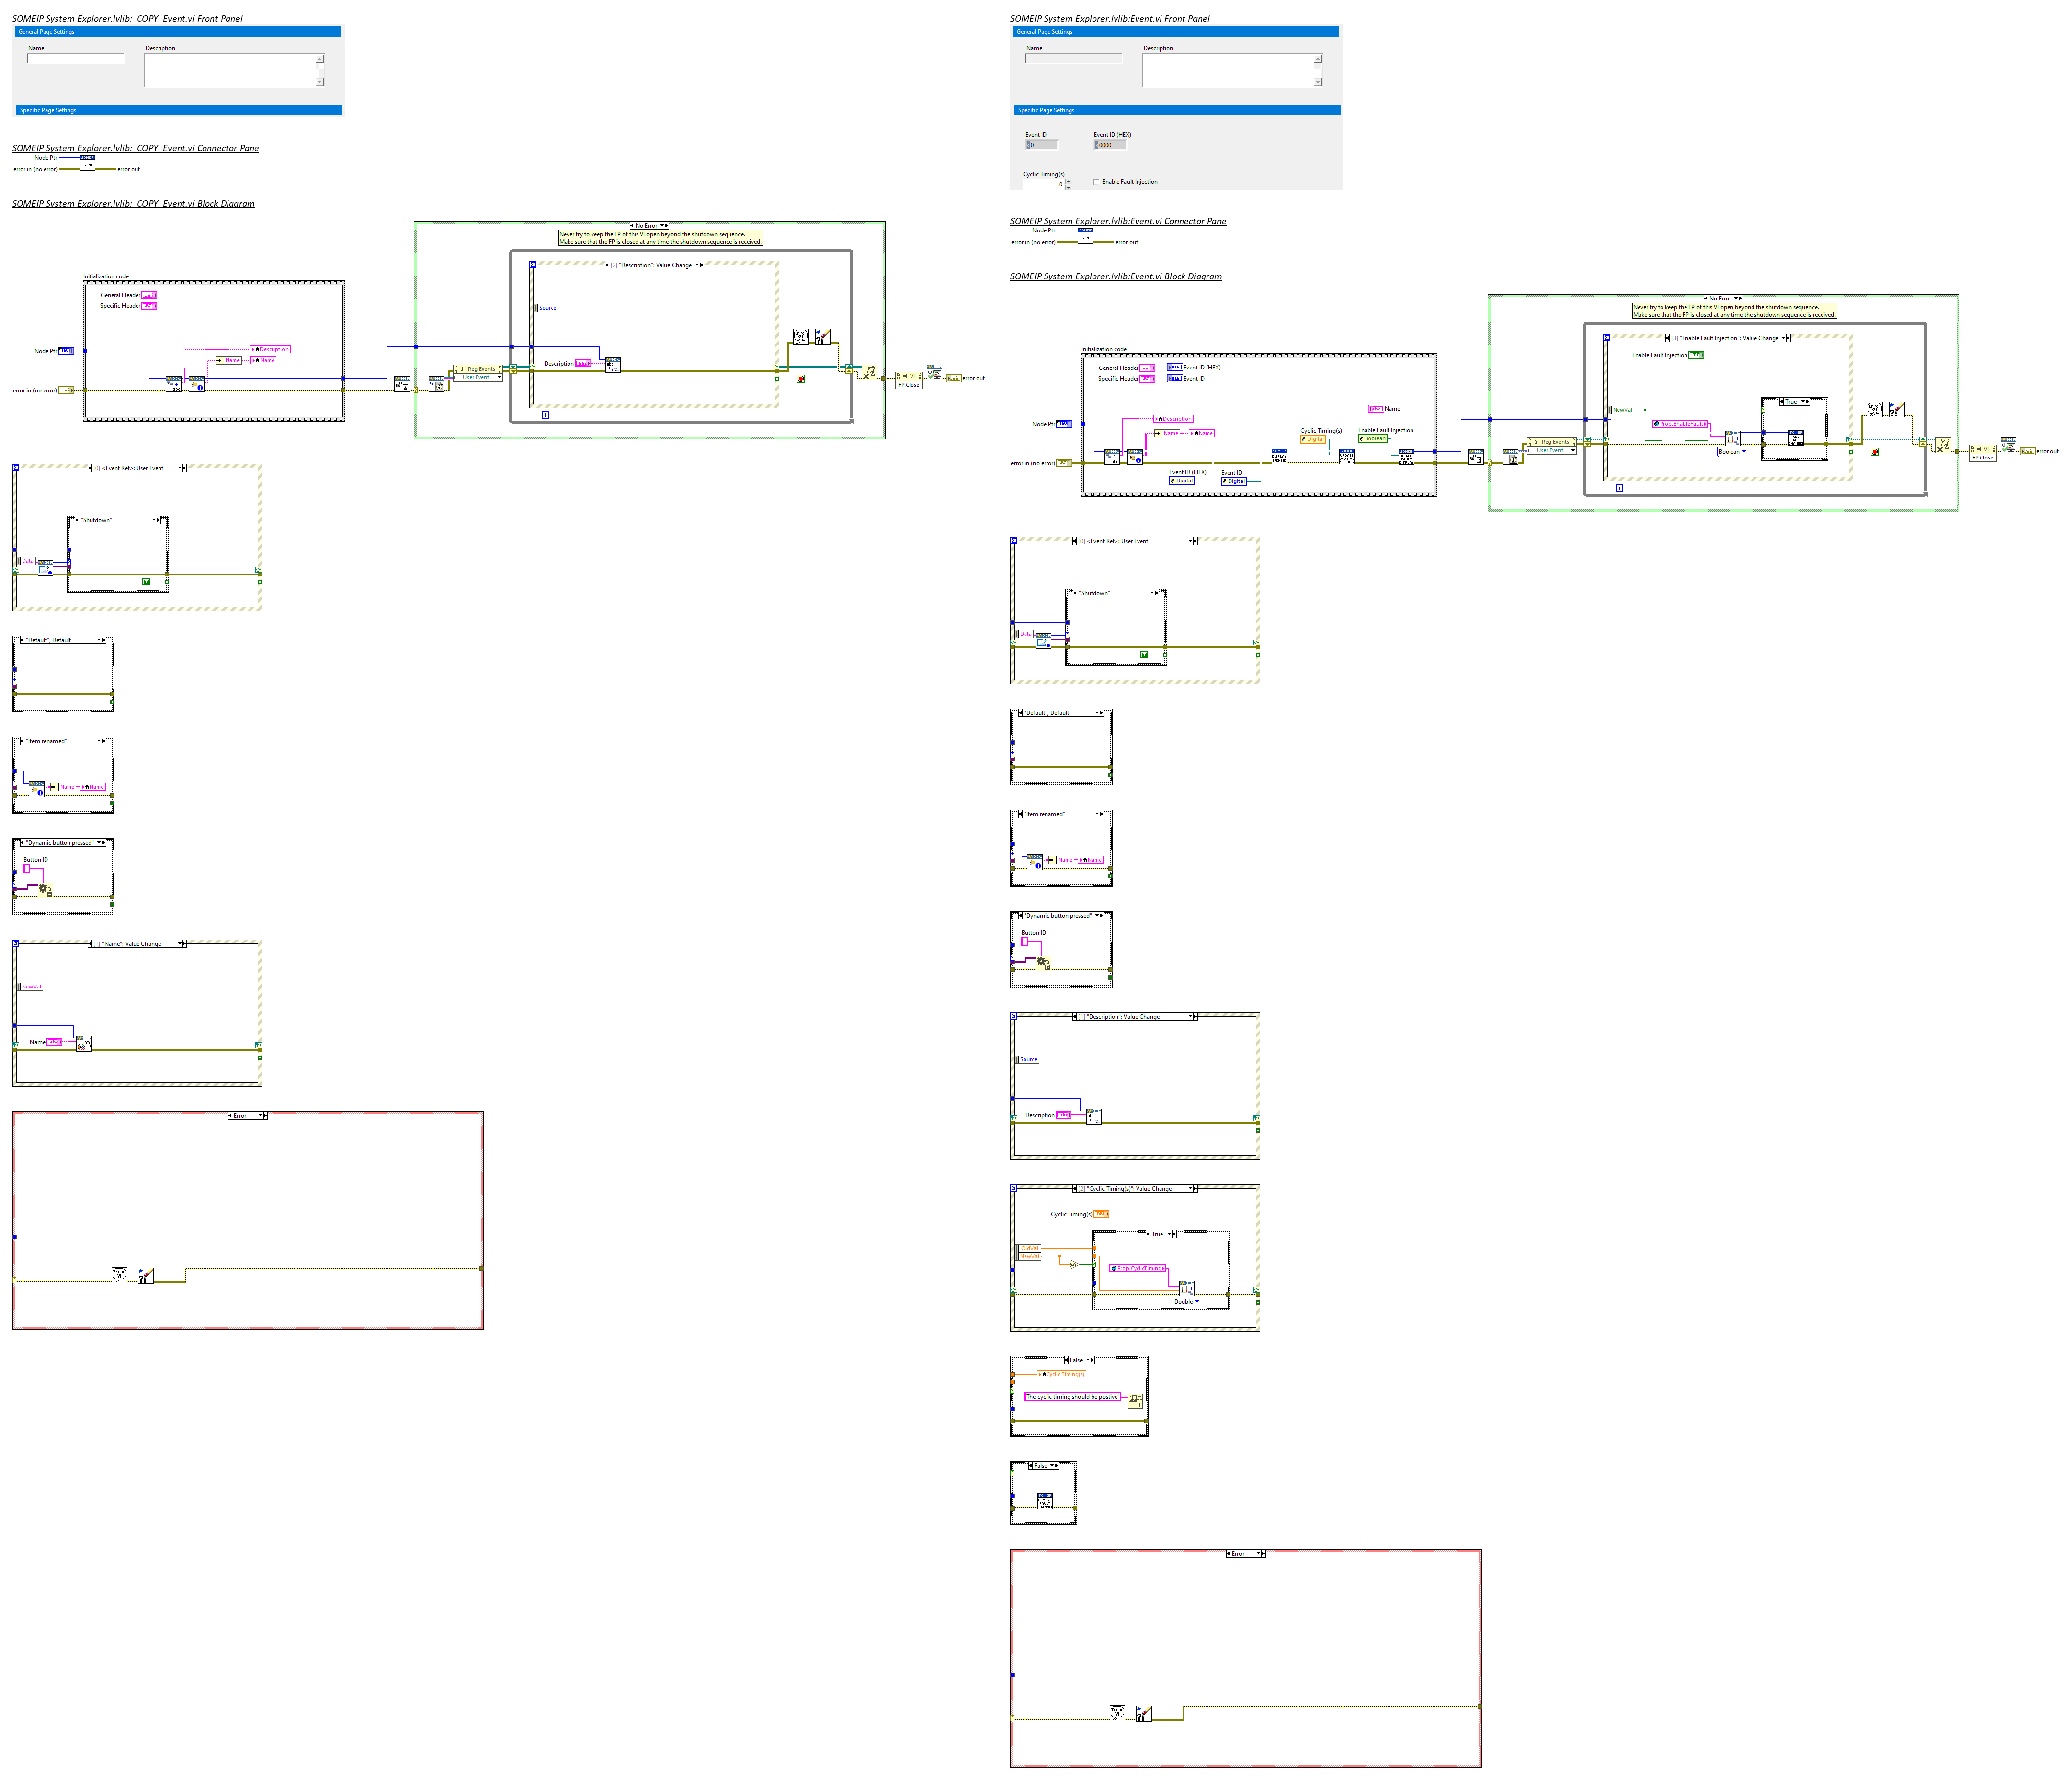 SOMEIP System Explorer.lvlib:_COPY_Event.vi Front Panel
General Page Settings
Name
Description
Specific Page Settings
SOMEIP System Explorer.lvlib:_COPY_Event.vi Connector Pane
Node Ptr
error in (no error)
error out
SOMEIP
EVENT
SOMEIP System Explorer.lvlib:_COPY_Event.vi Block Diagram
No Error
Never try to keep the FP of this VI open beyond the shutdown sequence.
Make sure that the FP is closed at any time the shutdown sequence is received.
[2] "Description": Value Change
Initialization code
General Header
Specific Header
Source
Node Ptr
Description
Name
Name
error in (no error)
Reg Events
User Event
Description
VI
FP.Close
error out
[0] <Event Ref>: User Event
"Shutdown"
Data
"Default", Default
"Item renamed"
Name
Name
"Dynamic button pressed"
Button ID
[1] "Name": Value Change
NewVal
Name
Error
SOMEIP System Explorer.lvlib:Event.vi Front Panel
General Page Settings
Name
Description
Specific Page Settings
Event ID
Event ID (HEX)
0
0000
Cyclic Timing(s)
0
Enable Fault Injection
SOMEIP System Explorer.lvlib:Event.vi Connector Pane
Node Ptr
error in (no error)
error out
SOMEIP
EVENT
SOMEIP System Explorer.lvlib:Event.vi Block Diagram
No Error
Never try to keep the FP of this VI open beyond the shutdown sequence.
Make sure that the FP is closed at any time the shutdown sequence is received.
[3] "Enable Fault Injection": Value Change
Enable Fault Injection
Initialization code
General Header
Event ID (HEX)
Specific Header
Event ID
Name
Node Ptr
Description
Name
Name
Cyclic Timing(s)
Digital
Enable Fault Injection
Boolean
error in (no error)
Event ID (HEX)
Digital
Event ID
Digital
Reg Events
User Event
NewVal
Prop.EnableFault
Boolean
True
ADD
FAULT
VI
FP.Close
error out
[0] <Event Ref>: User Event
"Shutdown"
Data
"Default", Default
"Item renamed"
Name
Name
"Dynamic button pressed"
Button ID
[1] "Description": Value Change
Source
Description
[2] "Cyclic Timing(s)": Value Change
Cyclic Timing(s)
True
OldVal
NewVal
Prop.CyclicTiming
Double
False
Cyclic Timing(s)
The cyclic timing should be postive!
False
Error